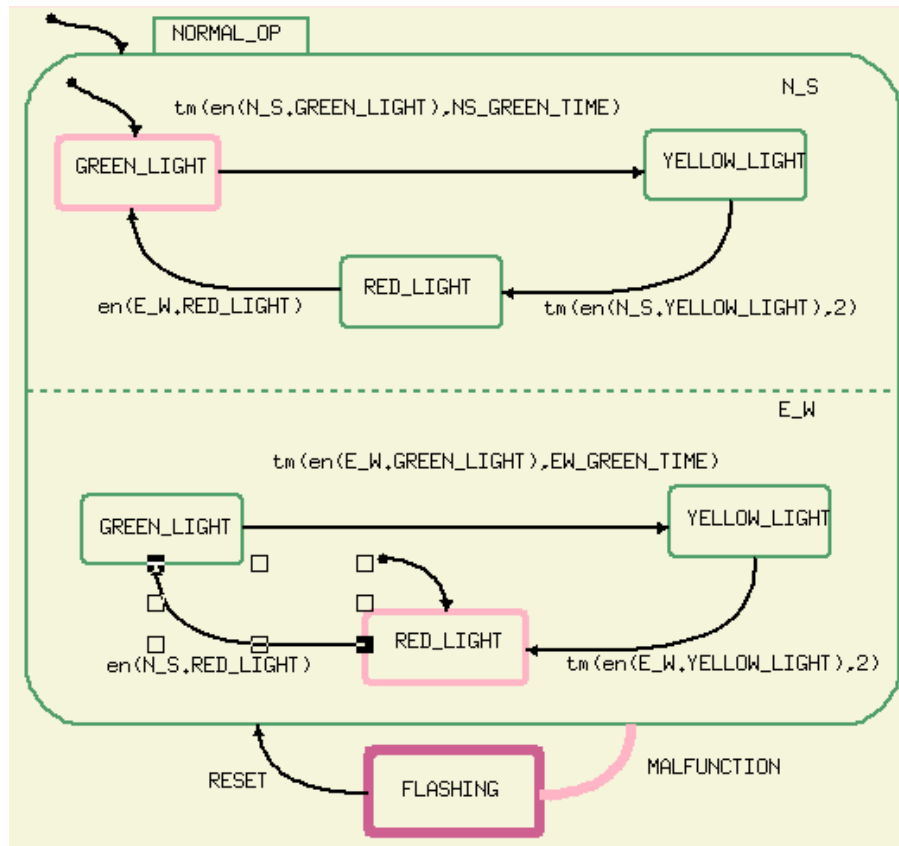 NORMAL_OP
N_S
tm(en(N_S.GREEN_LIGHT),NS_GREEN_TIME)
GREEN_LIGHT
YELLOW_LIGHT
RED_LIGHT
en(E_W.RED_LIGHT)
tm(en(N_S.YELLOW_LIGHT),2)
E_W
tm(en(E_W.GREEN_LIGHT),EW_GREEN_TIME)
GREEN_LIGHT
YELLOW_LIGHT
RED_LIGHT
en(N_S.RED_LIGHT)
tm(en(E_W.YELLOW_LIGHT),2)
RESET
FLASHING
MALFUNCTION